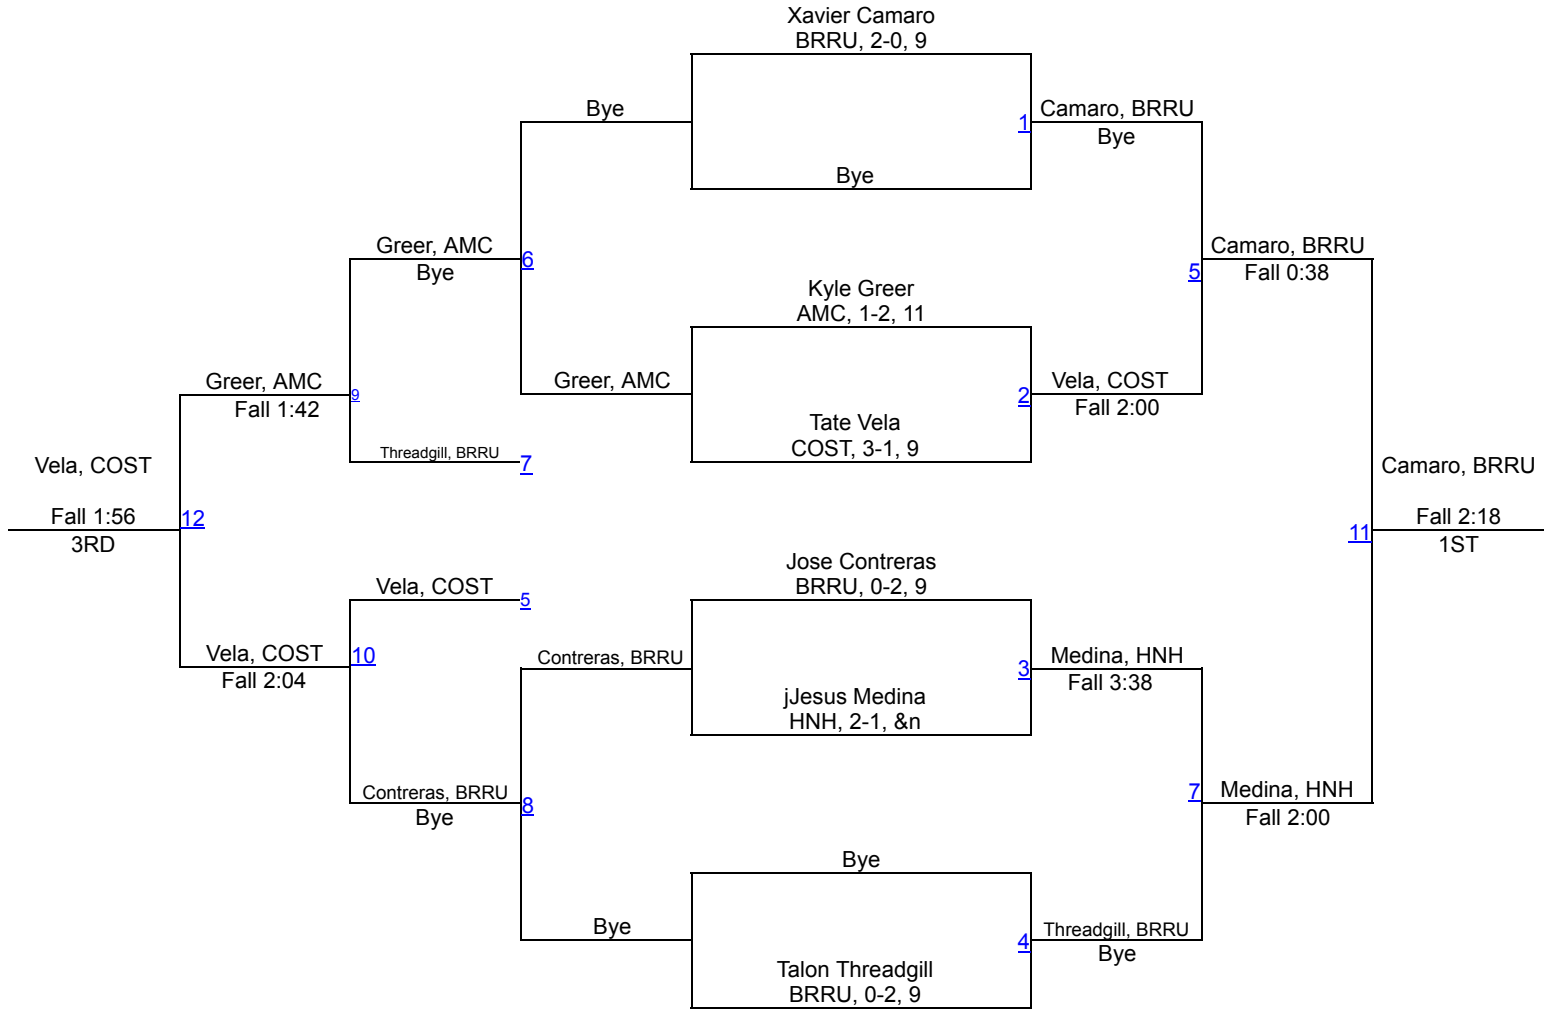 Xavier Camaro
BRRU, 2-0, 9
Bye
1
Camaro, BRRU
Bye
Bye
Greer, AMC
6
Bye
Camaro, BRRU
5
Fall 0:38
Kyle Greer
AMC, 1-2, 11
Greer, AMC
9
Fall 1:42
Greer, AMC
2
Vela, COST
Fall 2:00
Tate Vela
COST, 3-1, 9
Threadgill, BRRU
7
Vela, COST
Fall 1:56
3RD
12
Camaro, BRRU
11
Fall 2:18
1ST
Jose Contreras
BRRU, 0-2, 9
Vela, COST
5
Vela, COST
10
Fall 2:04
Contreras, BRRU
3
Medina, HNH
Fall 3:38
jJesus Medina
HNH, 2-1, &n
Contreras, BRRU
8
Bye
7
Medina, HNH
Fall 2:00
Bye
Bye
4
Threadgill, BRRU
Bye
Talon Threadgill
BRRU, 0-2, 9